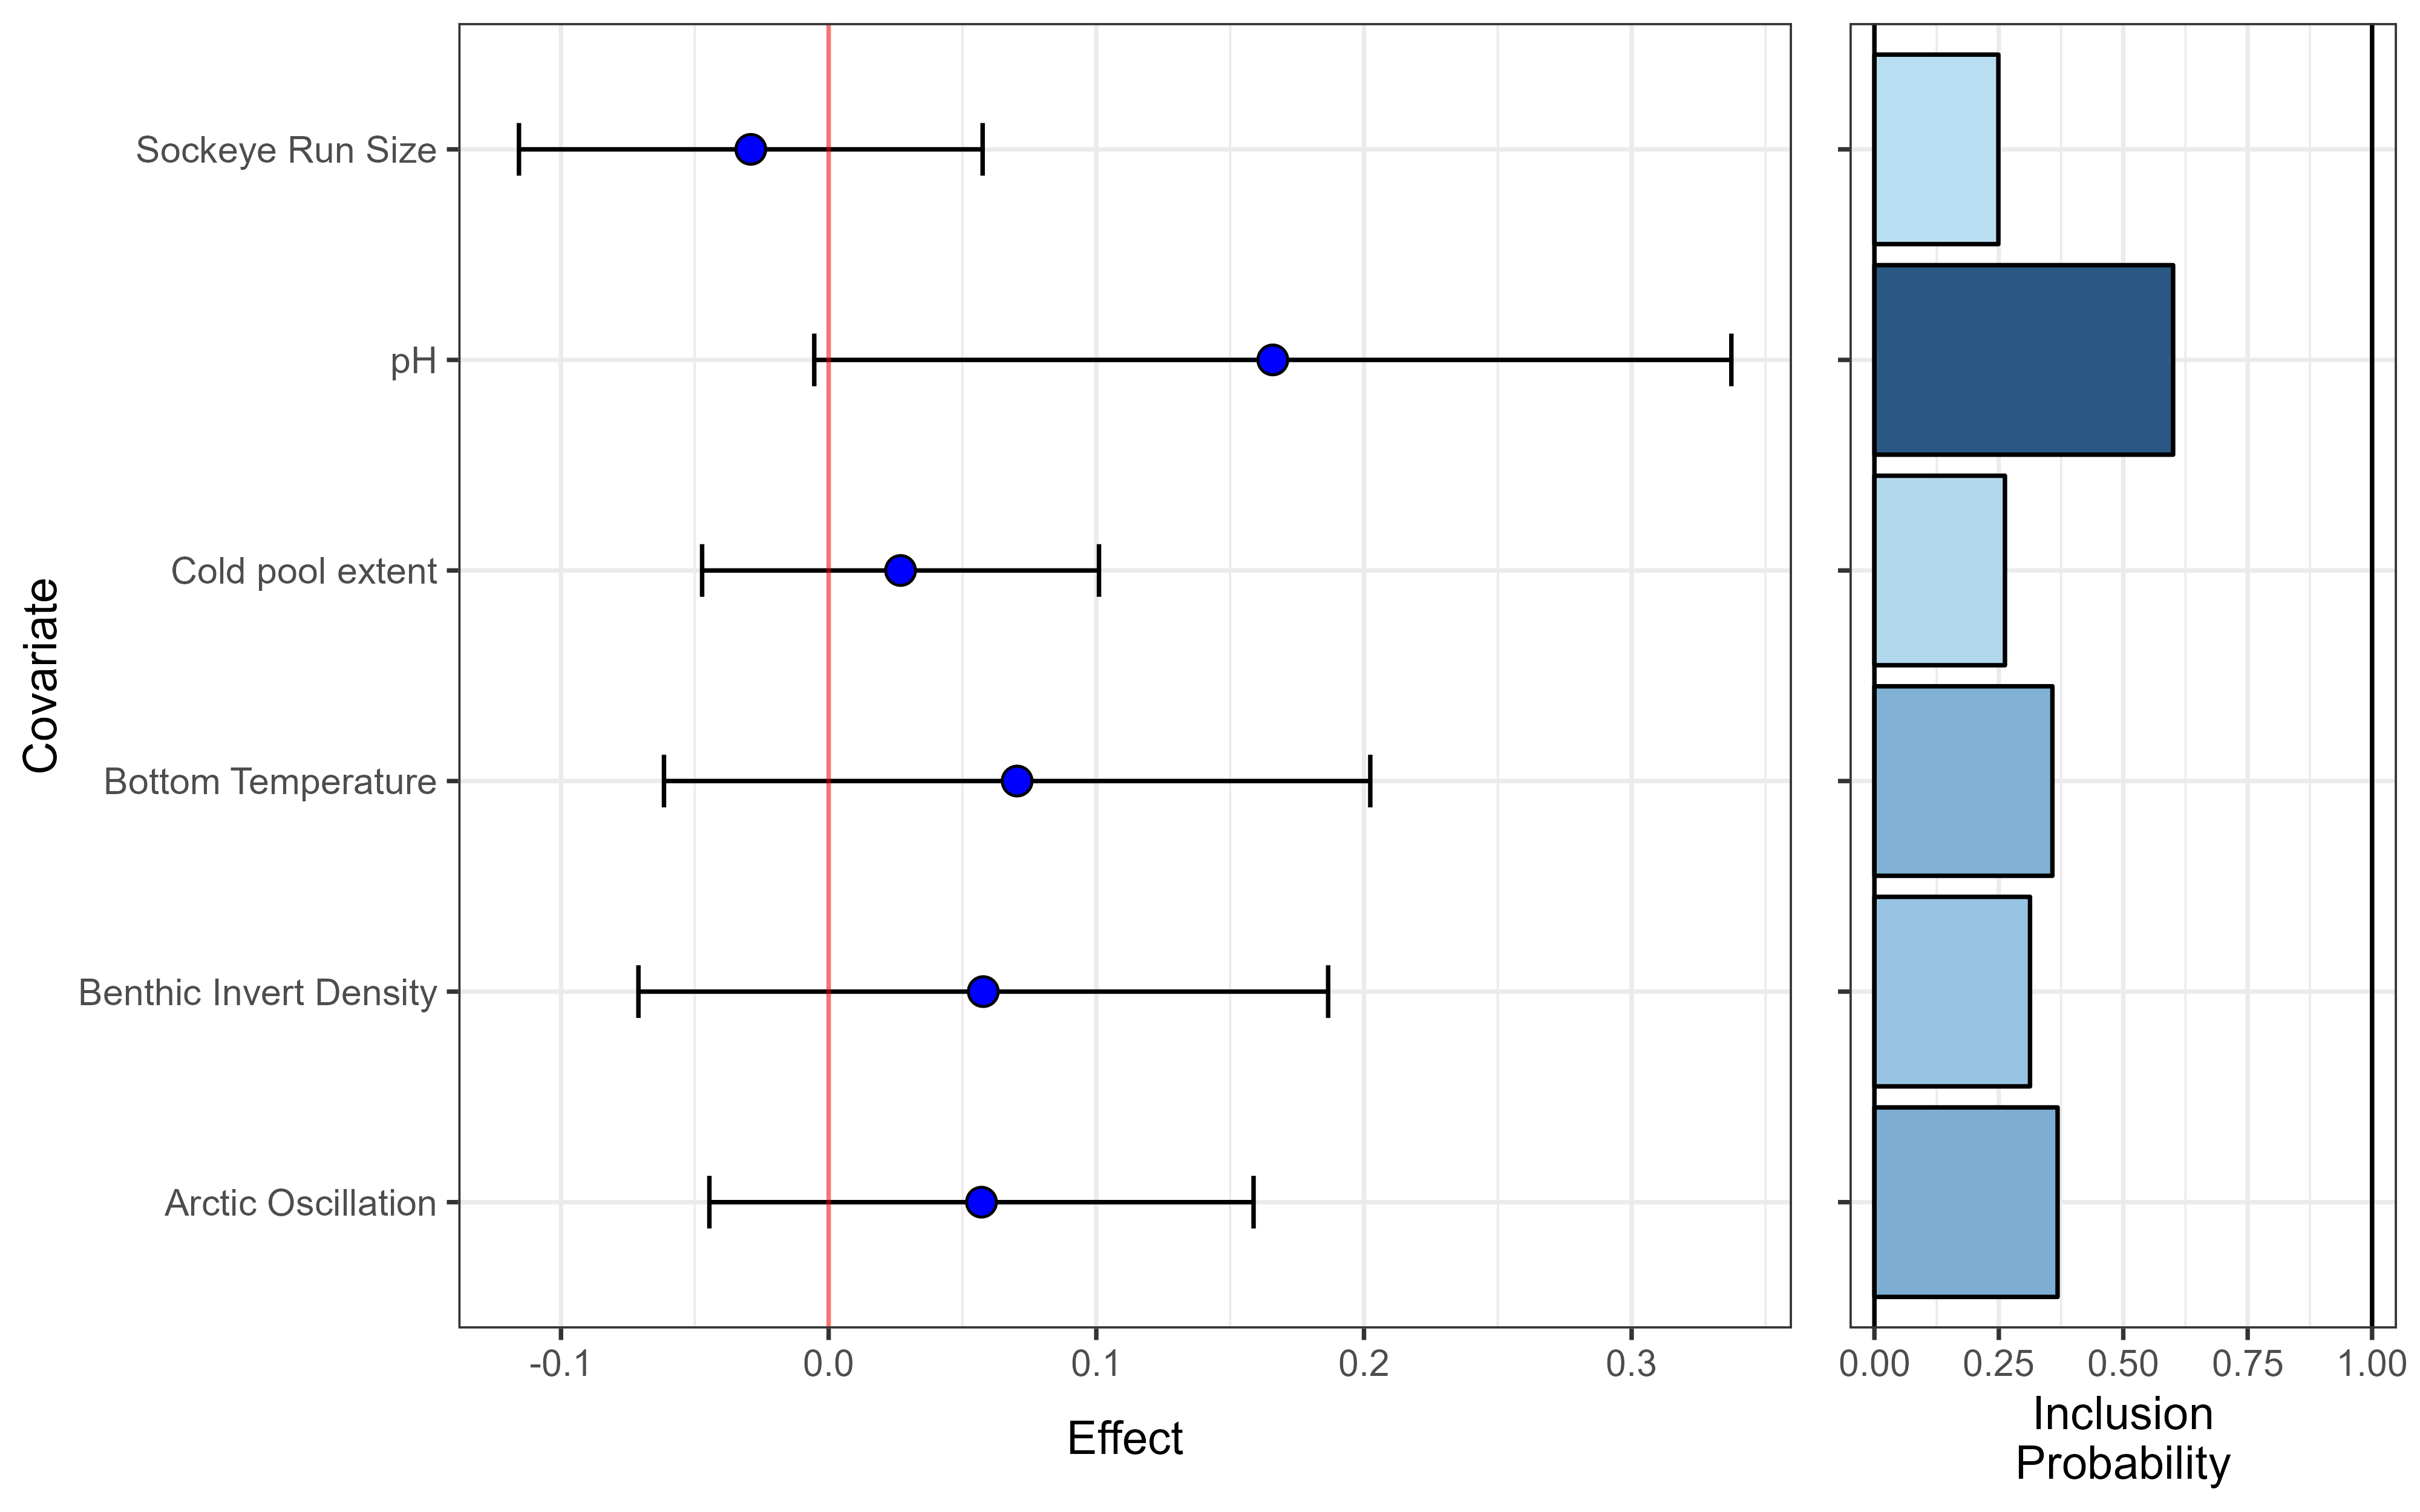 Covariate
Sockeye Run Size
pH
Cold pool extent
Bottom Temperature
Benthic Invert Density
Arctic Oscillation
-0.1 0.0 0.1 0.2 0.3
Effect
0.00 0.25 0.50 0.75 1.00
Inclusion
Probability